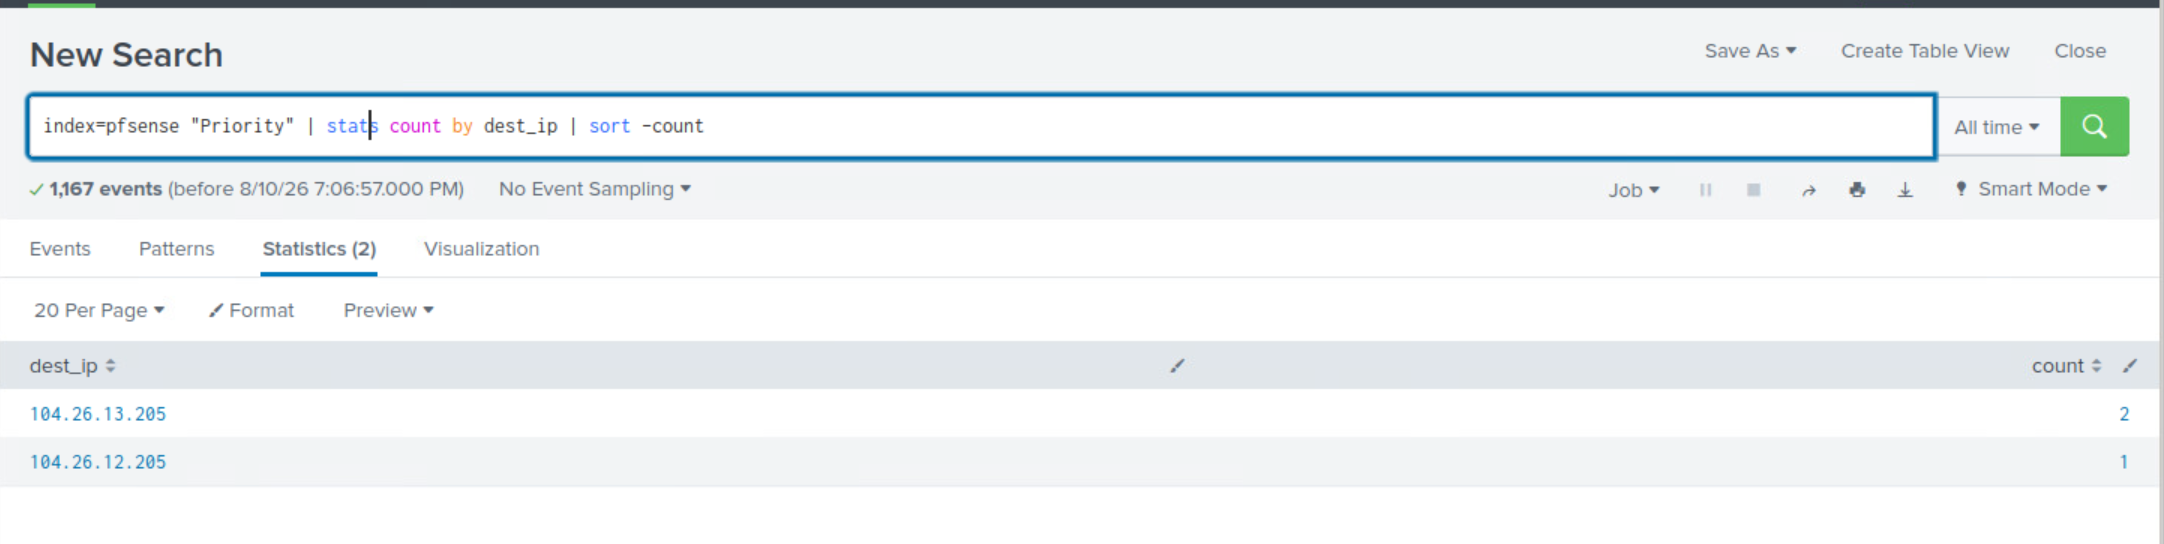 New Search
Save As Create Table View Close
index=pfsense "Priority" | stats count by dest_ip | sort -count
All time
1,167 events (before 8/10/26 7:06:57.000 PM) No Event Sampling
Job Smart Mode
Events Patterns Statistics (2) Visualization
20 Per Page Format Preview
dest_ip count
104.26.13.205 2
104.26.12.205 1